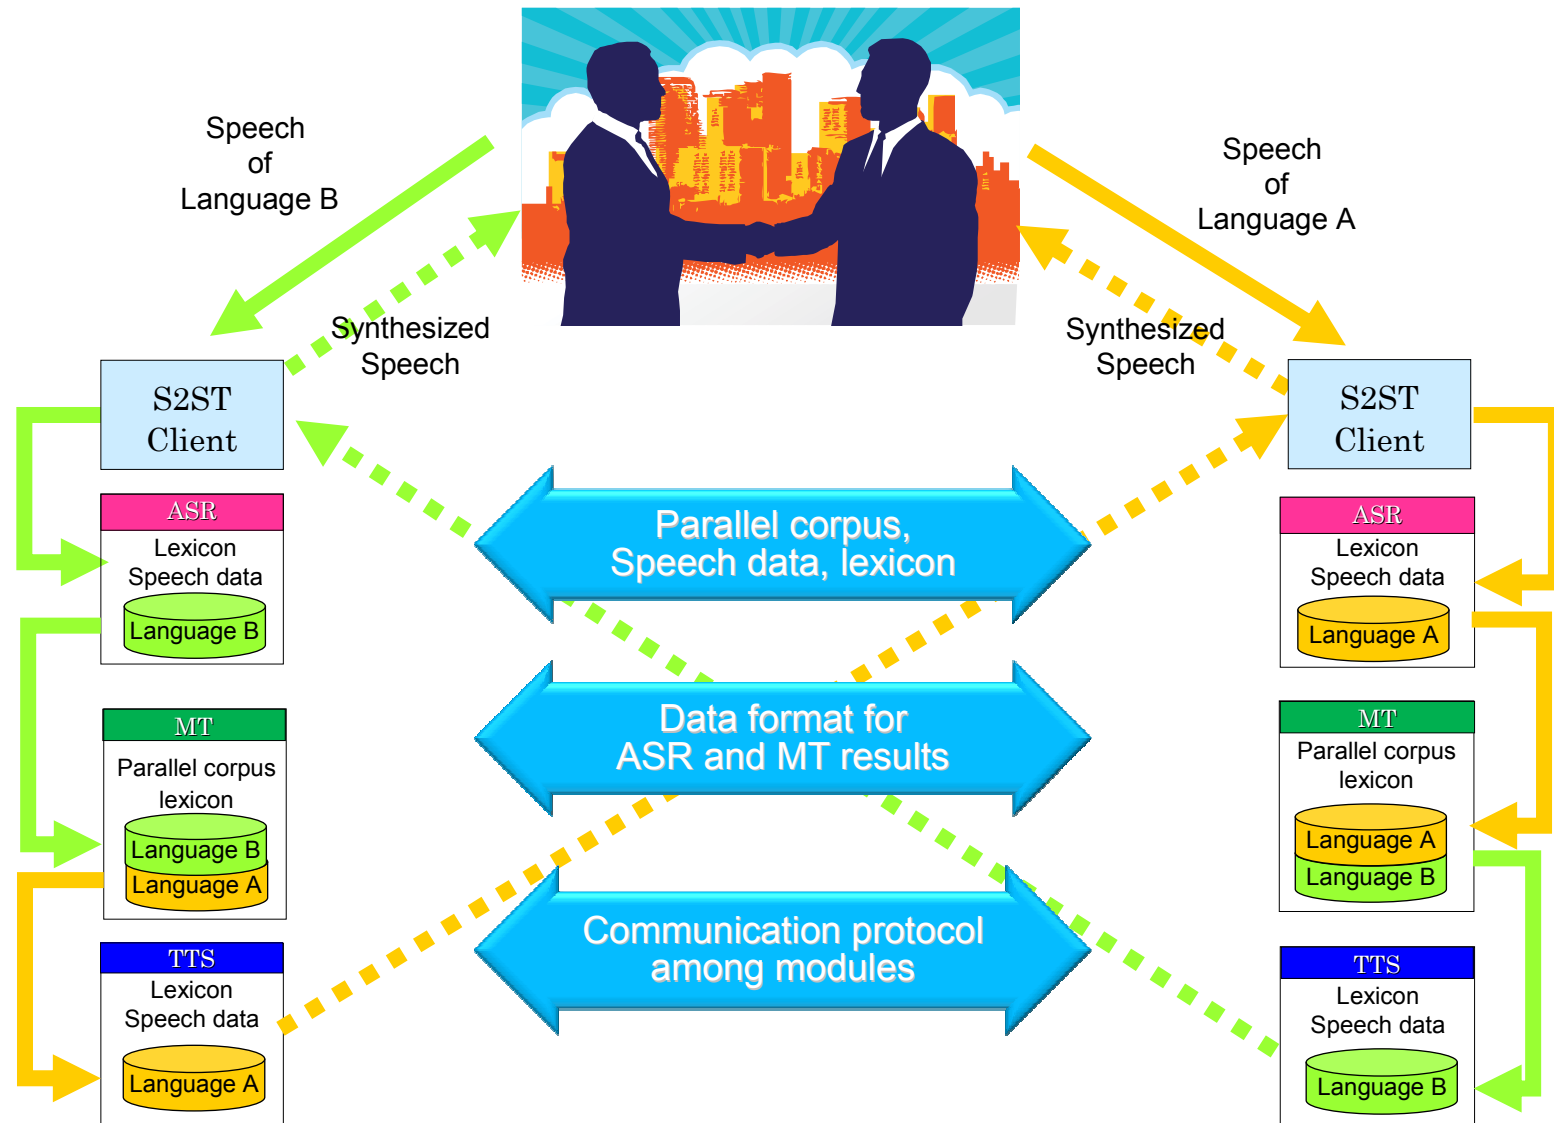 Speech
of
Language B
Speech
of
Language A
Synthesized
Speech
Synthesized
Speech
S2ST
Client
S2ST
Client
ASR
Lexicon
Speech data
Language B
MT
Parallel corpus
lexicon
Language B
Language A
TTS
Lexicon
Speech data
Language A
Parallel corpus,
Speech data, lexicon
Data format for
ASR and MT results
Communication protocol
among modules
ASR
Lexicon
Speech data
Language A
MT
Parallel corpus
lexicon
Language A
Language B
TTS
Lexicon
Speech data
Language B